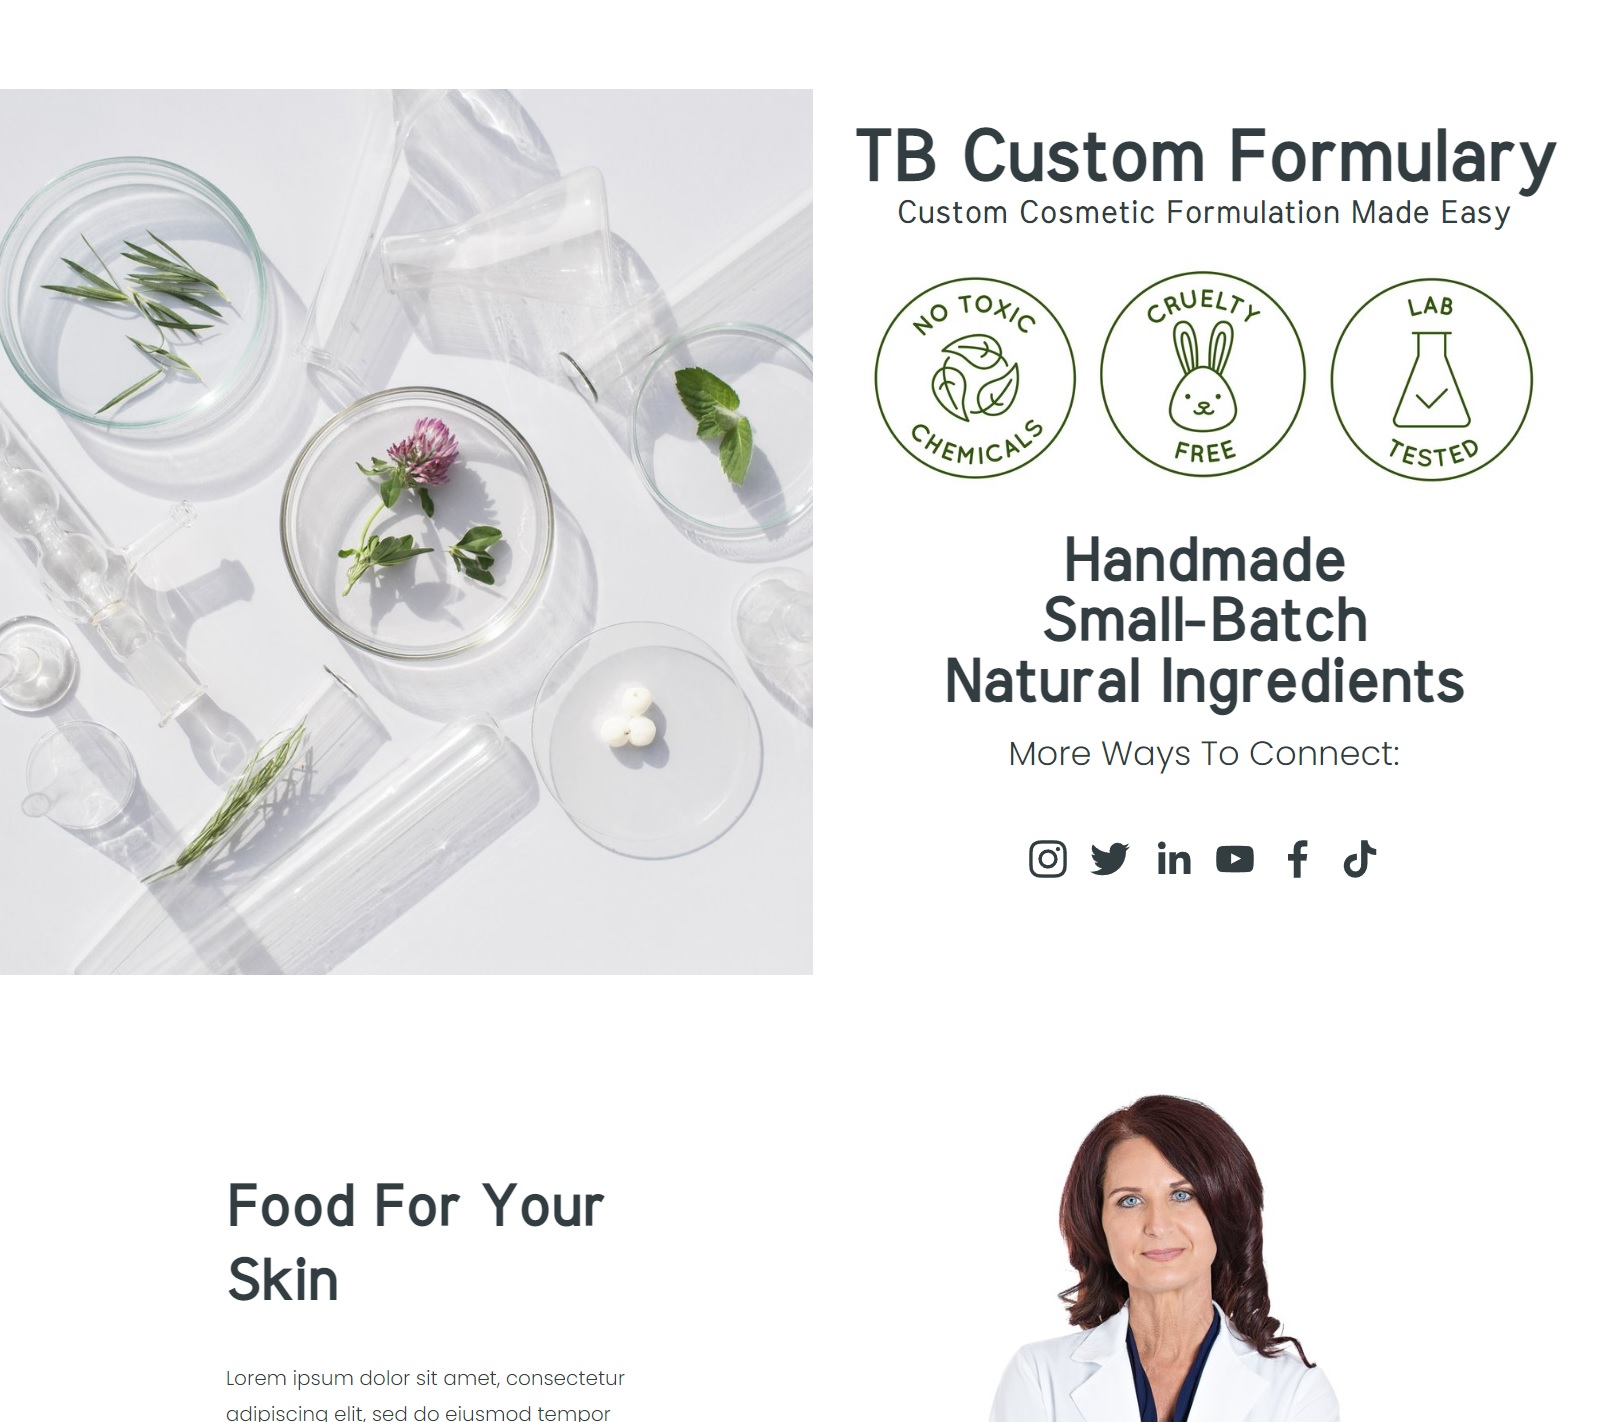 TB Custom Formulary
Custom Cosmetic Formulation Made Easy
NO TOXIC
CHEMICALS
CRUELTY
FREE
LAB
TESTED
Handmade
Small-Batch
Natural Ingredients
More Ways To Connect:
Food For Your
Skin
Lorem ipsum dolor sit amet, consectetur
adipiscing elit, sed do eiusmod tempor